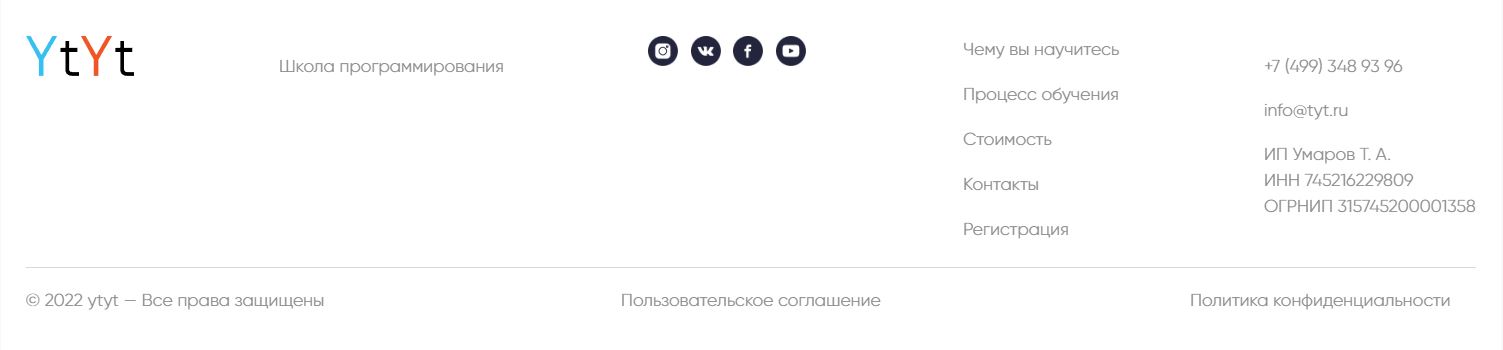 YtYt
Школа программирования
Чему вы научитесь
Процесс обучения
Стоимость
Контакты
Регистрация
+7 (499) 348 93 96
info@tyt.ru
ИП Умаров Т. А.
ИНН 745216229809
ОГРНИП 315745200001358
© 2022 ytyt — Все права защищены
Пользовательское соглашение
Политика конфиденциальности